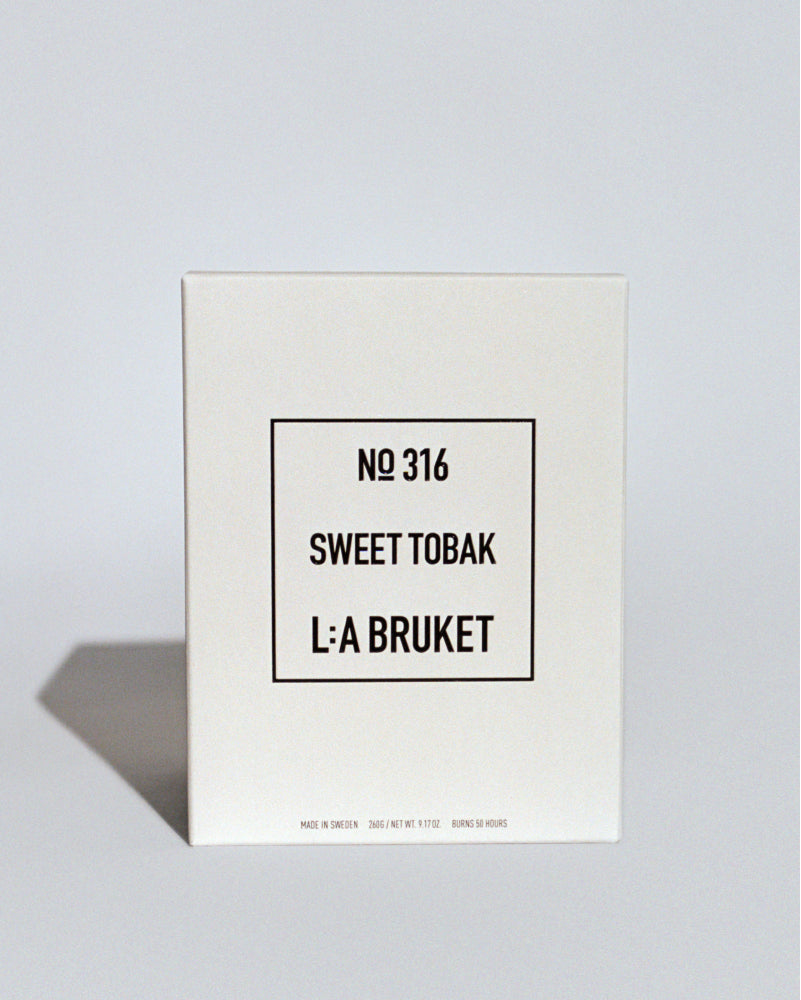 Nº 316
SWEET TOBAK
L:A BRUKET
MADE IN SWEDEN 260G / NET WT. 9.17 OZ. BURNS 50 HOURS